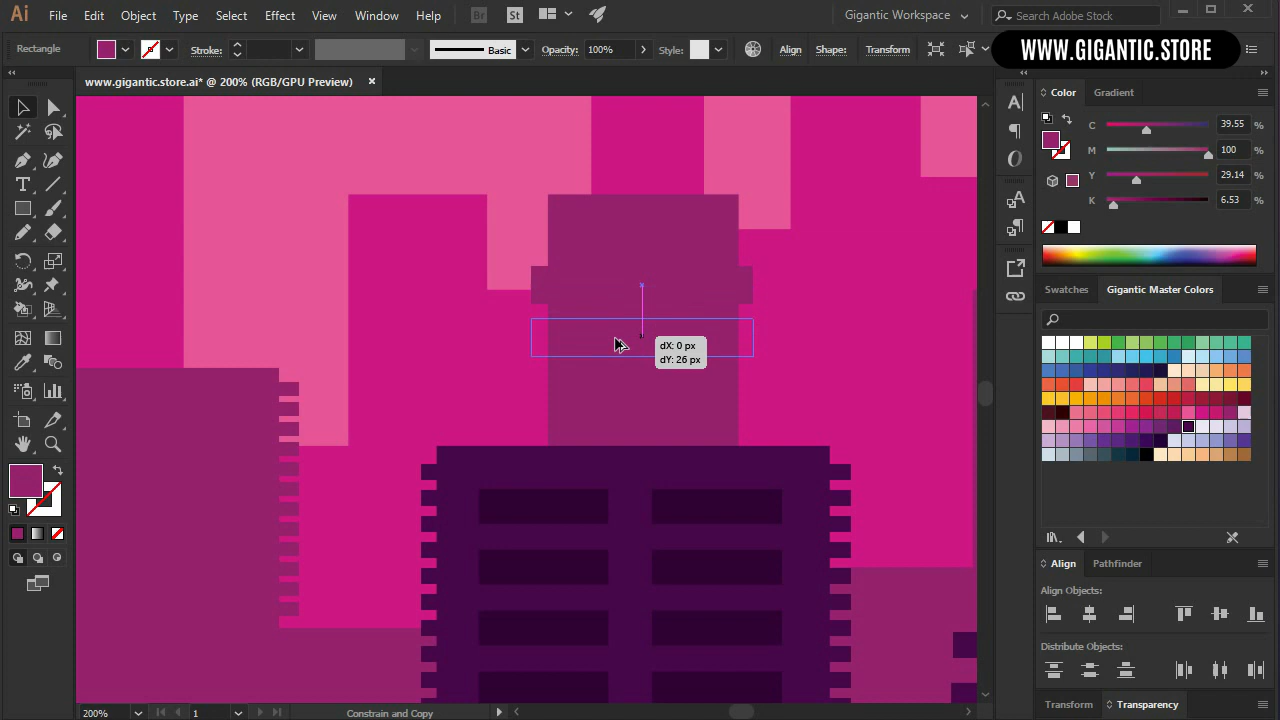 Ai File Edit Object Type Select Effect View Window Help Br St Gigantic Workspace Search Adobe Stock
Rectangle Stroke: Basic Opacity: 100% Style: Align Shape: Transform WWW.GIGANTIC.STORE
www.gigantic.store.ai* @ 200% (RGB/GPU Preview)
Color Gradient
C 39.55 %
M 100 %
Y 29.14 %
K 6.53 %
Swatches Gigantic Master Colors
dX: 0 px
dY: 26 px
Align Pathfinder
Align Objects:
Distribute Objects:
Transform Transparency
200% 1 Constrain and Copy